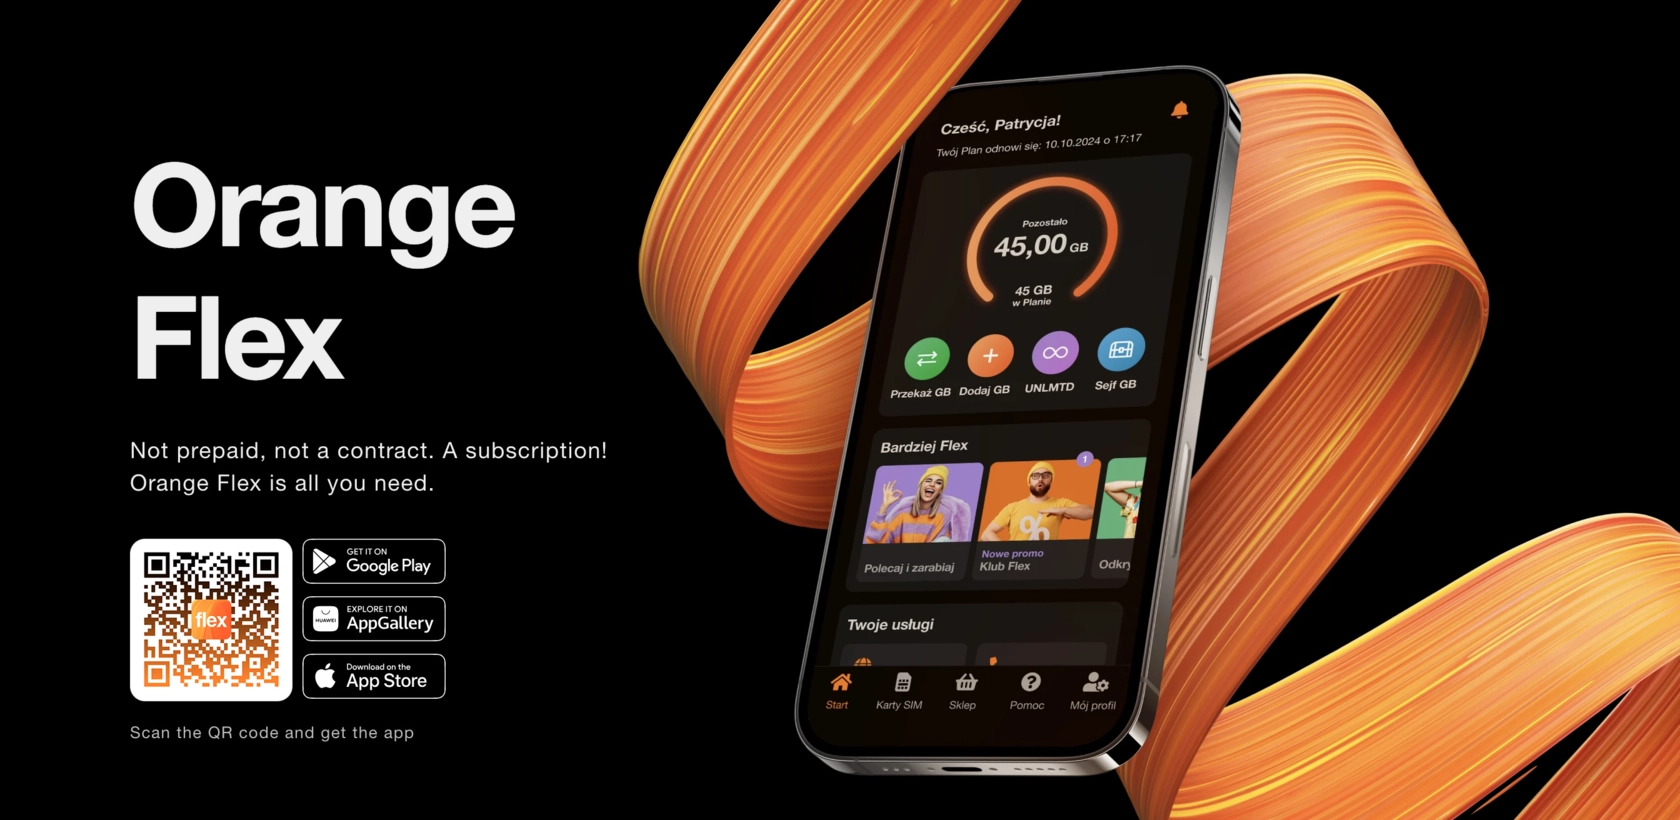 Orange
Flex
Not prepaid, not a contract. A subscription!
Orange Flex is all you need.
flex
GET IT ON
Google Play
HUAWEI
EXPLORE IT ON
AppGallery
Download on the
App Store
Scan the QR code and get the app
Cześć, Patrycja!
Twój Plan odnowi się: 10.10.2024 o 17:17
Pozostało
45,00 GB
45 GB
w Planie
Przekaż GB Dodaj GB UNLMTD Sejf GB
Bardziej Flex
1
%
Polecaj i zarabiaj
Nowe promo
Klub Flex
Odkry
Twoje usługi
Start Karty SIM Sklep Pomoc Mój profil